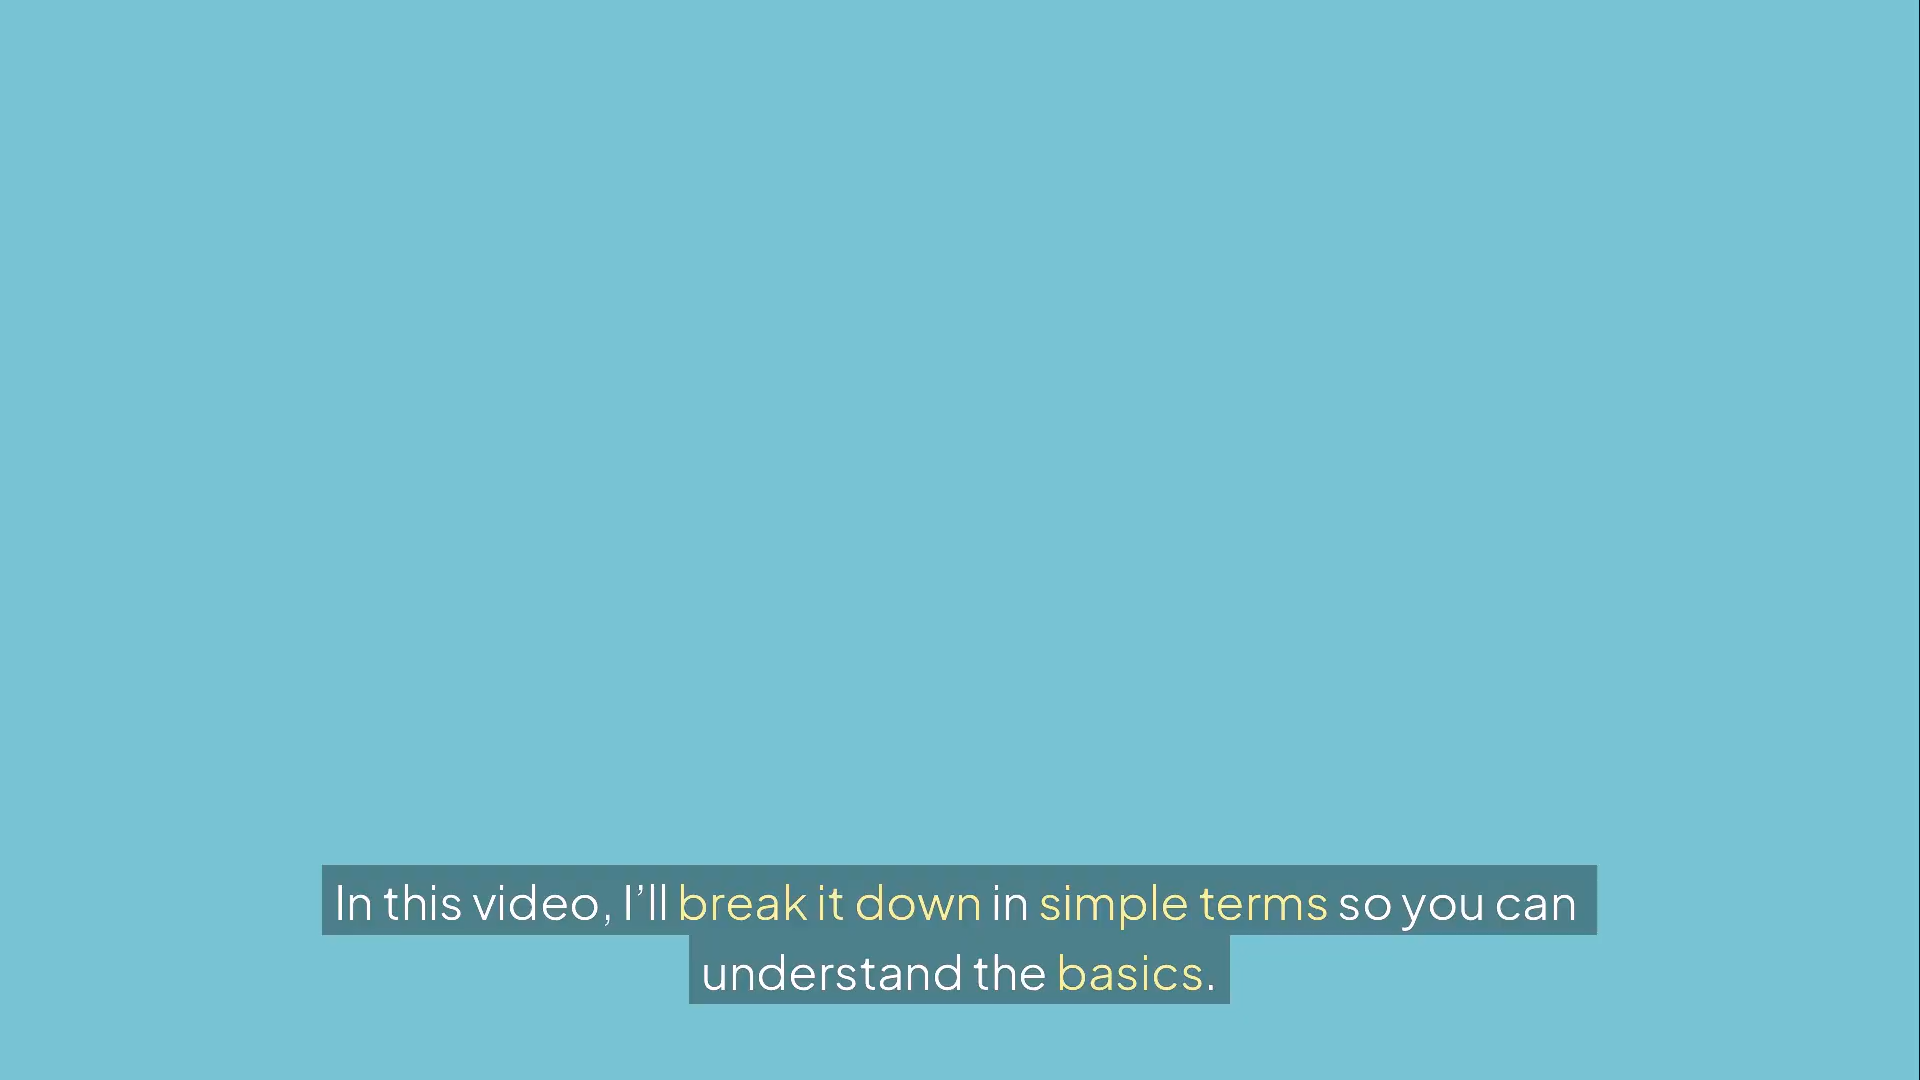 In this video, I’ll break it down in simple terms so you can
understand the basics.